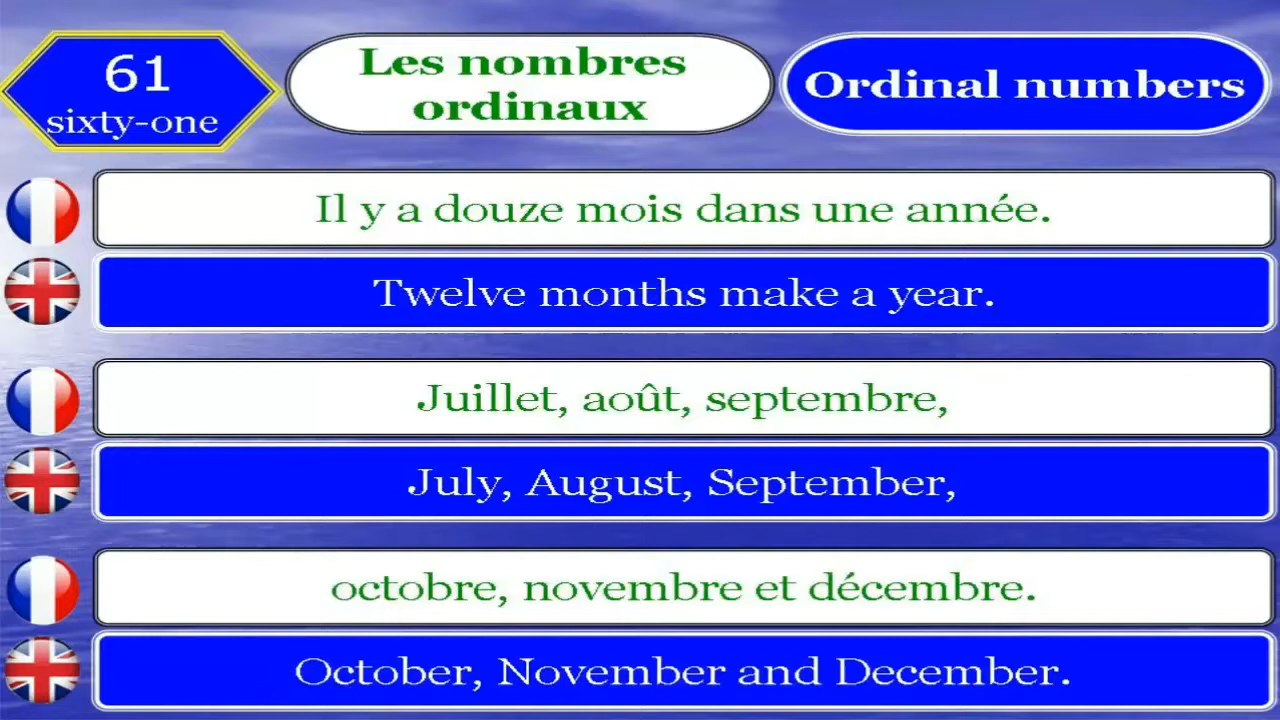 61
sixty-one
Les nombres
ordinaux
Ordinal numbers
Il y a douze mois dans une année.
Twelve months make a year.
Juillet, août, septembre,
July, August, September,
octobre, novembre et décembre.
October, November and December.